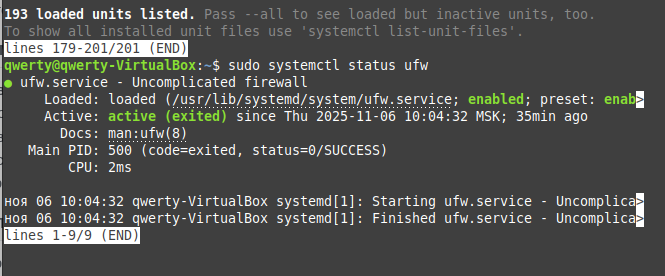 193 loaded units listed. Pass --all to see loaded but inactive units, too.
To show all installed unit files use 'systemctl list-unit-files'.
lines 179-201/201 (END)
qwerty@qwerty-VirtualBox:~$ sudo systemctl status ufw
● ufw.service - Uncomplicated firewall
     Loaded: loaded (/usr/lib/systemd/system/ufw.service; enabled; preset: enab>
     Active: active (exited) since Thu 2025-11-06 10:04:32 MSK; 35min ago
       Docs: man:ufw(8)
   Main PID: 500 (code=exited, status=0/SUCCESS)
        CPU: 2ms

ноя 06 10:04:32 qwerty-VirtualBox systemd[1]: Starting ufw.service - Uncomplica>
ноя 06 10:04:32 qwerty-VirtualBox systemd[1]: Finished ufw.service - Uncomplica>
lines 1-9/9 (END)